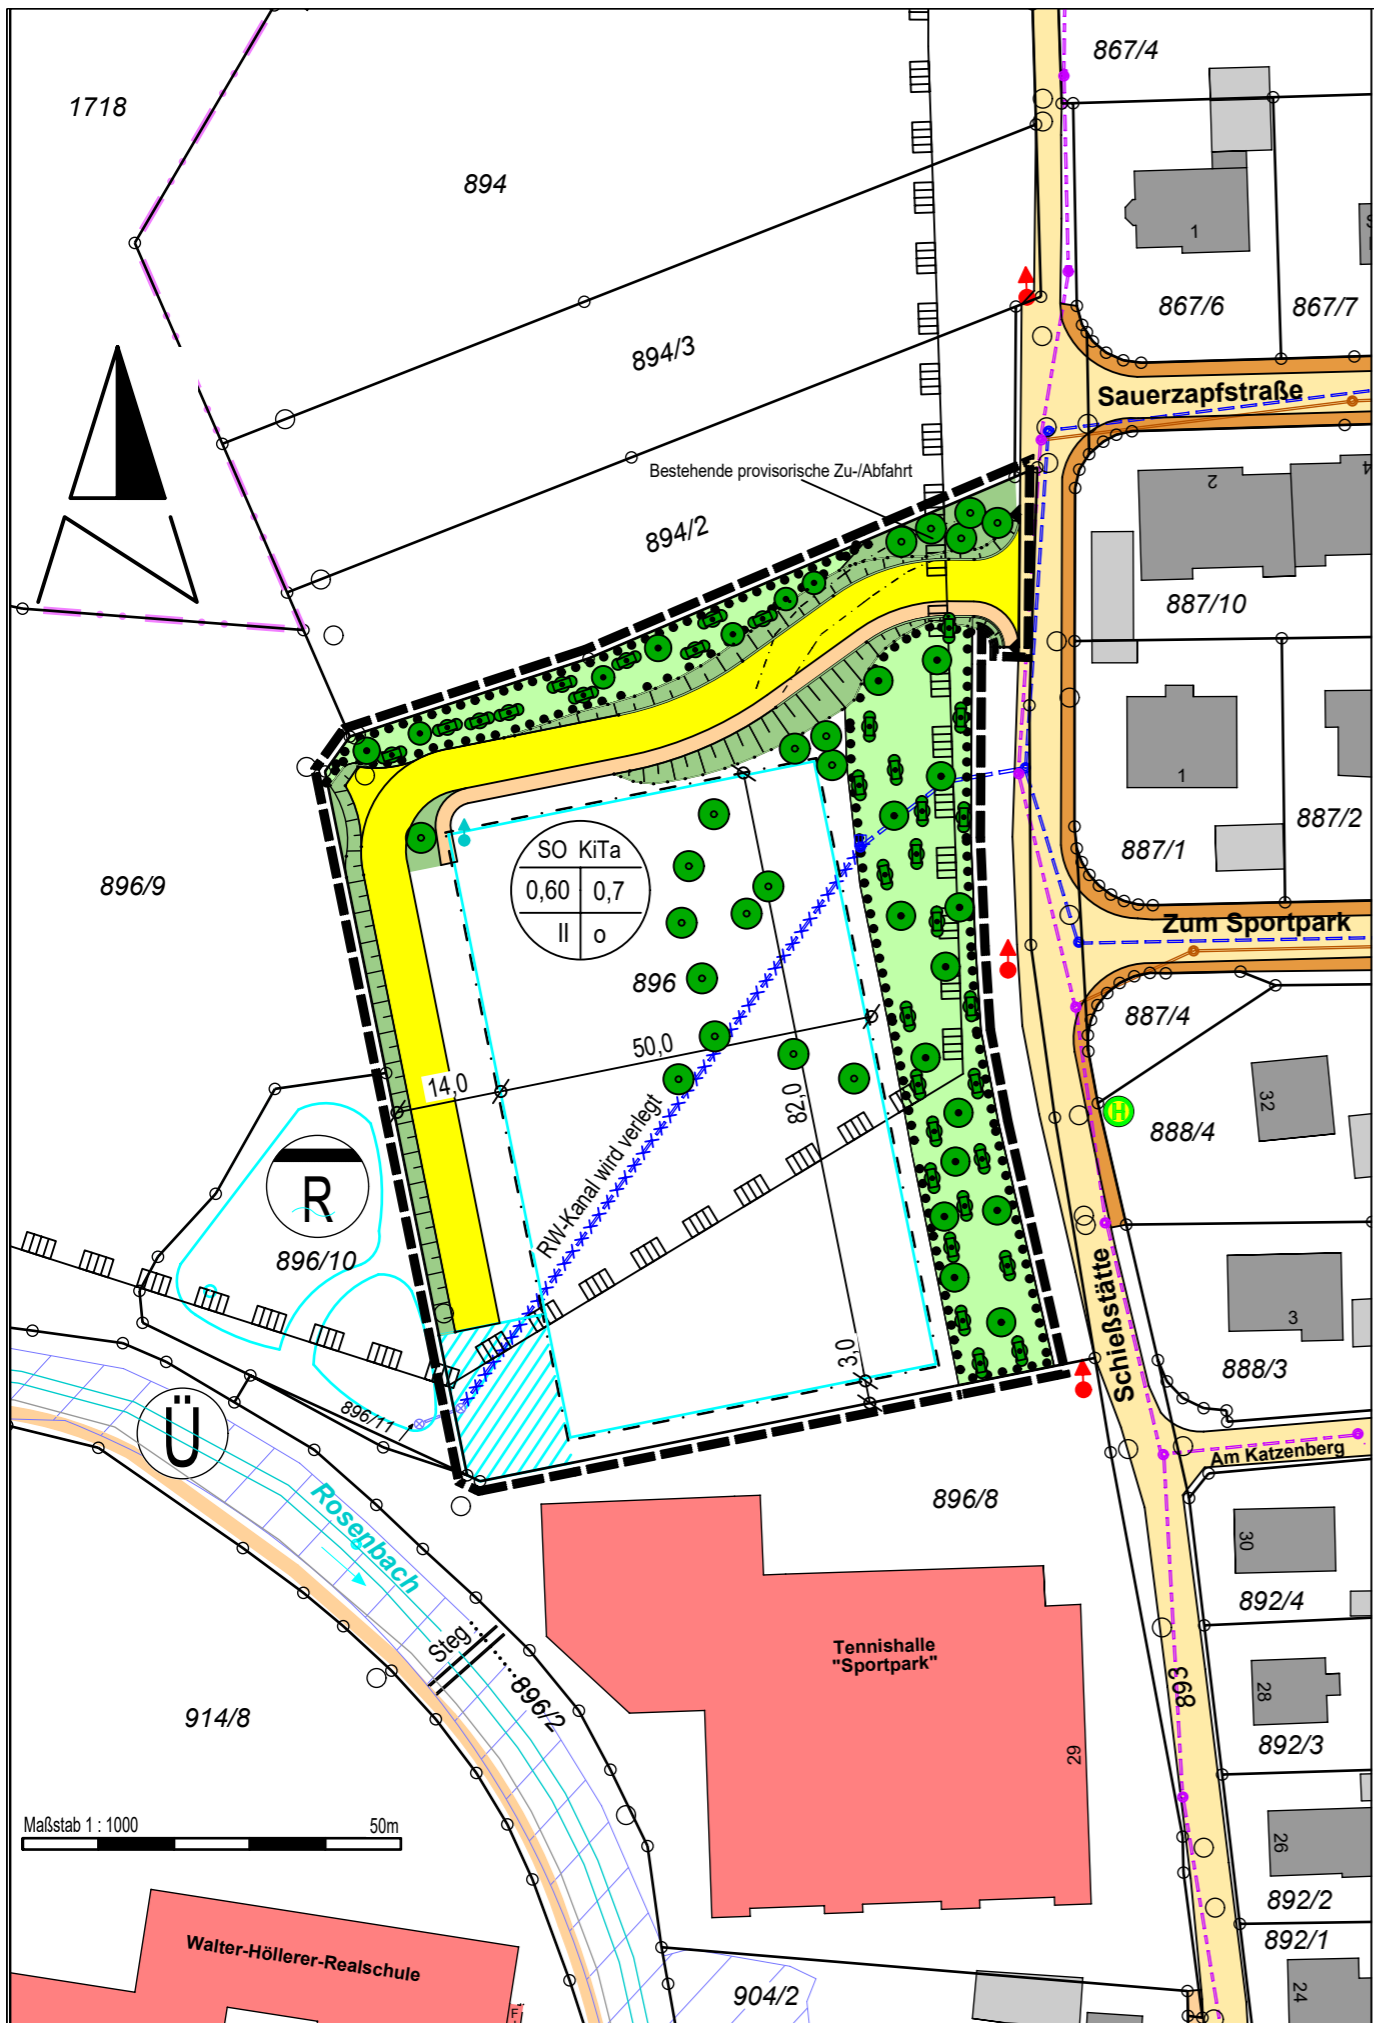 867/4
1718
894
1
867/6
867/7
894/3
Sauerzapfstraße
Bestehende provisorische Zu-/Abfahrt
2
4
894/2
887/10
1
887/2
887/1
SO KiTa
0,60
0,7
II
o
896/9
Zum Sportpark
896
887/4
50,0
14,0
82,0
32
H
888/4
RW-Kanal wird verlegt
R
896/10
Schießstätte
3
888/3
3,0
896/11
Ü
Am Katzenberg
896/8
Rosenbach
30
892/4
Steg
Tennishalle
"Sportpark"
896/2
893
28
914/8
29
892/3
Maßstab 1 : 1000
50m
26
892/2
892/1
Walter-Höllerer-Realschule
904/2
24